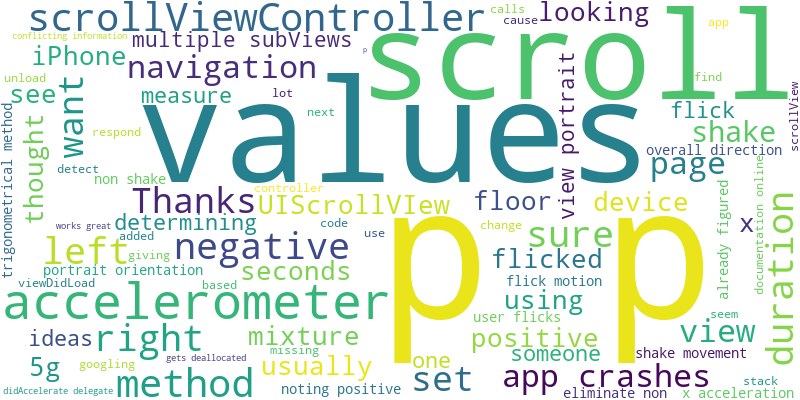 conflicting information
scrollViewController
calls
cause
looking
app
multiple subViews
scroll
iPhone
navigation
p
unload
see
want
measure
lot
values
next
find
view portrait
scrollView
flick
shake
respond
thought
detect
non shake
overall direction
page
trigonometrical method
controller
Thanks
UIScrollVIew
floor
device
x
works great
added
determining
code
use
p p
change
sure
already figured
documentation online
left
giving
negative
flicked
duration
portrait orientation
seconds
viewDidLoad
based
flick motion
using
seem
accelerometer
user flicks
positive
view
ideas
right
mixture
missing
one
someone
gets deallocated
shake movement
5g
googling
usually
set
app crashes
stack
didAccelerate delegate
method
noting positive
eliminate non
x acceleration